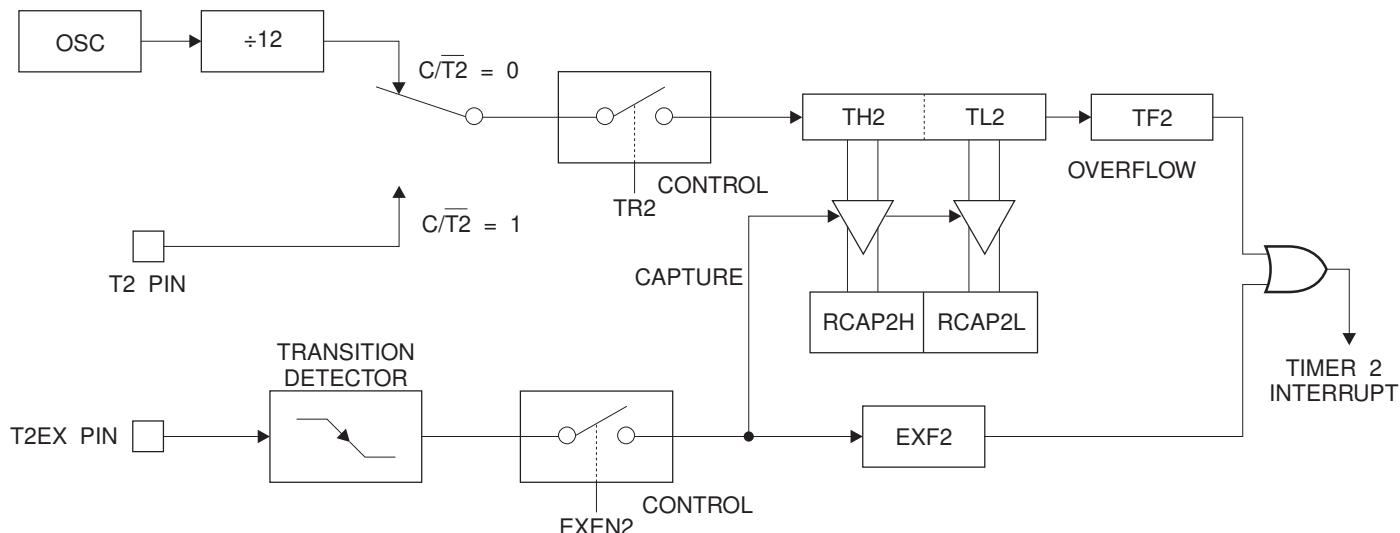 OSC
÷12
C/T2 = 0
TH2
TL2
TF2
OVERFLOW
CONTROL
TR2
C/T2 = 1
T2 PIN
CAPTURE
RCAP2H
RCAP2L
TRANSITION
DETECTOR
TIMER 2
INTERRUPT
T2EX PIN
EXF2
CONTROL
EXEN2